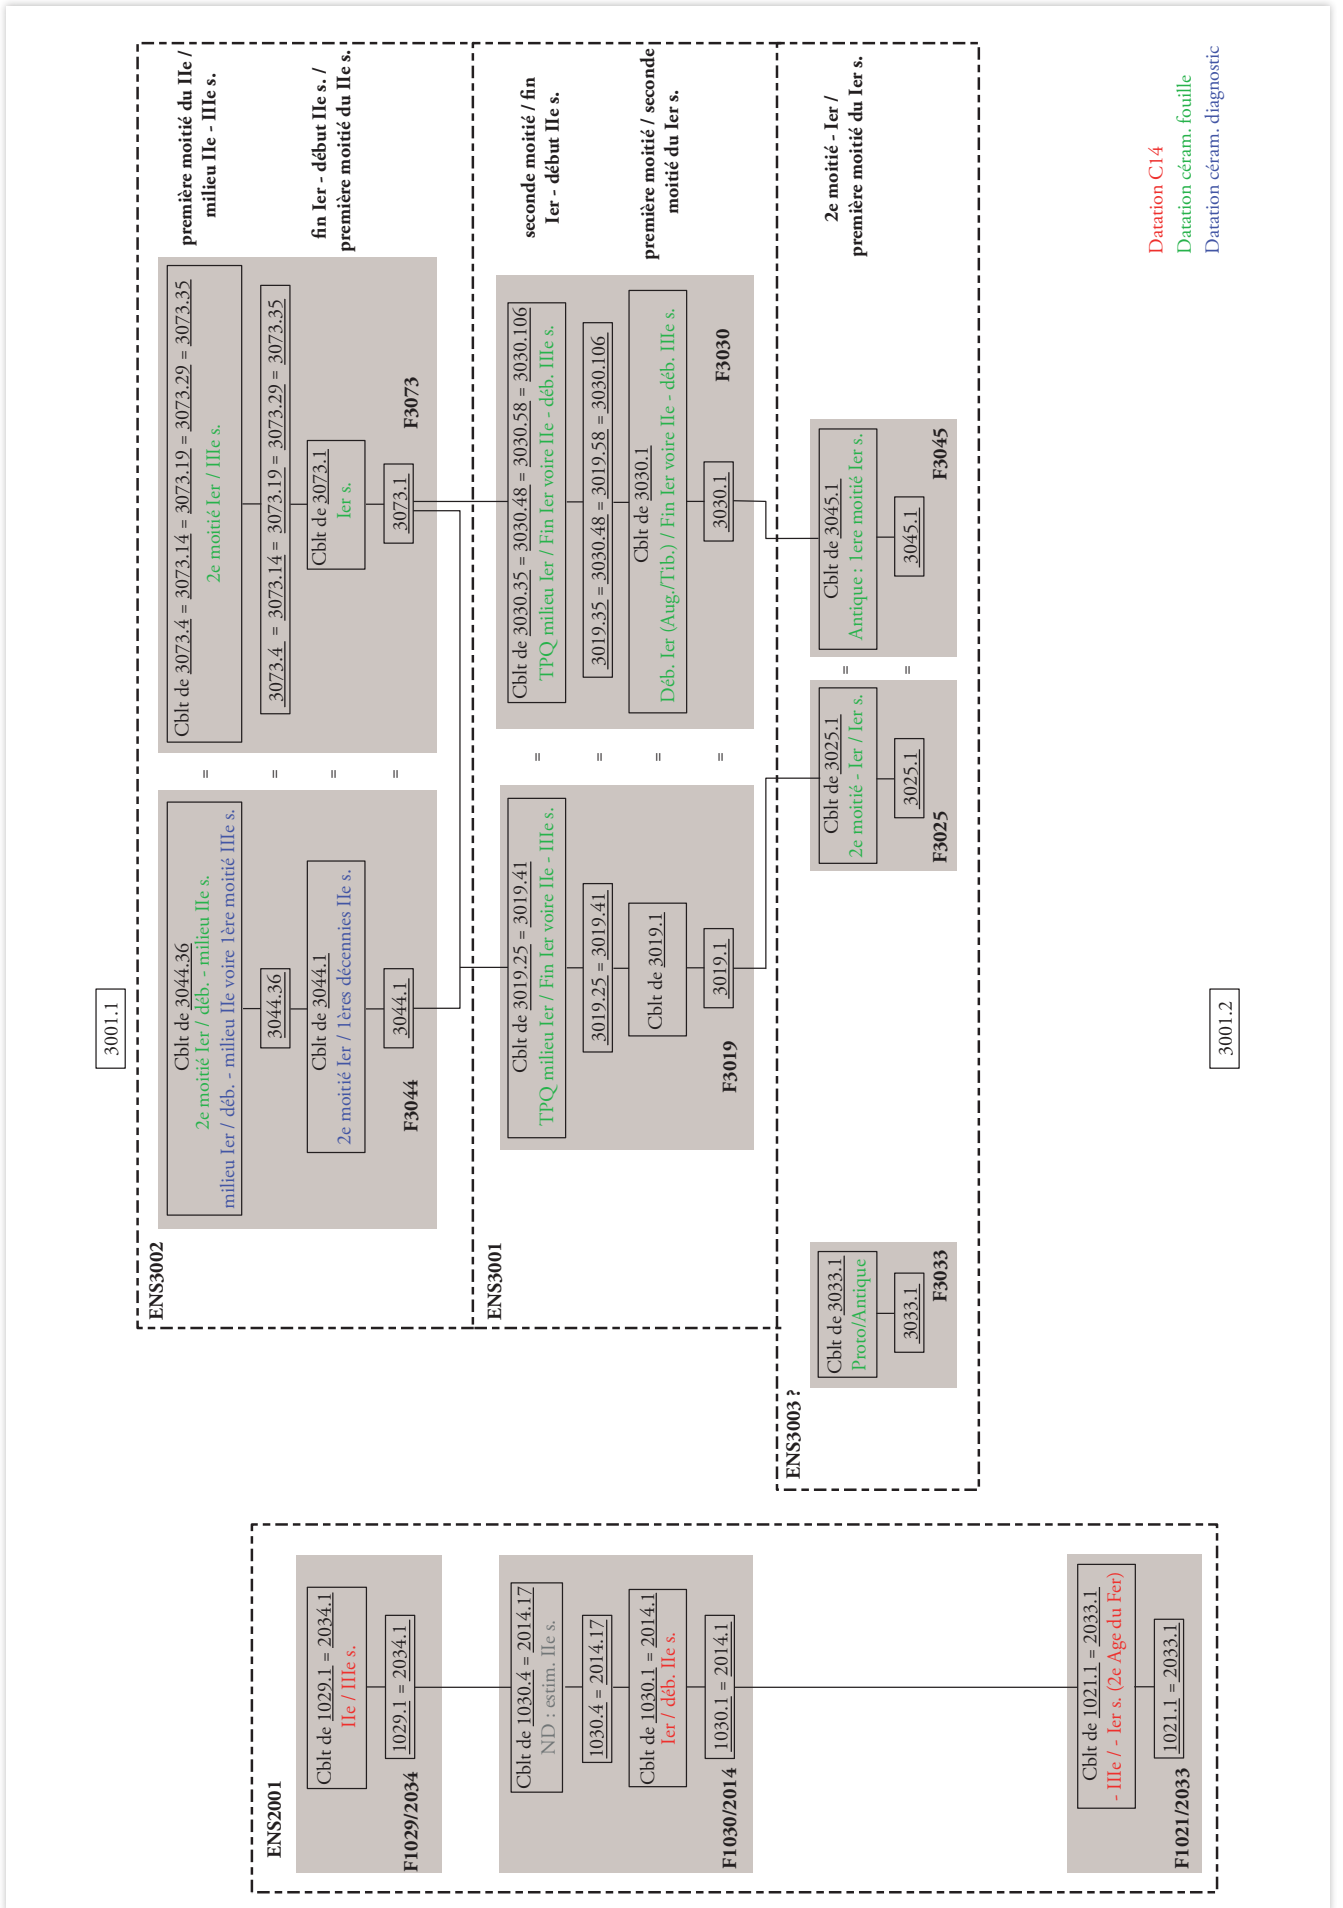 3001.1
ENS2001
Cblt de 1029.1 = 2034.1
IIe / IIIe s.
1029.1 = 2034.1
F1029/2034
Cblt de 1030.4 = 2014.17
ND : estim. IIe s.
1030.4 = 2014.17
Cblt de 1030.1 = 2014.1
Ier / déb. IIe s.
1030.1 = 2014.1
F1030/2014
Cblt de 1021.1 = 2033.1
- IIIe / - Ier s. (2e Age du Fer)
1021.1 = 2033.1
F1021/2033
ENS3002
Cblt de 3044.36
2e moitié Ier / déb. - milieu IIe s.
milieu Ier / déb. - milieu IIe voire 1ère moitié IIIe s.
3044.36
Cblt de 3044.1
2e moitié Ier / 1ères décennies IIe s.
3044.1
F3044
=
=
=
=
Cblt de 3073.4 = 3073.14 = 3073.19 = 3073.29 = 3073.35
2e moitié Ier / IIIe s.
3073.4 = 3073.14 = 3073.19 = 3073.29 = 3073.35
Cblt de 3073.1
Ier s.
3073.1
F3073
première moitié du IIe /
milieu IIe - IIIe s.
fin Ier - début IIe s. /
première moitié du IIe s.
ENS3001
Cblt de 3019.25 = 3019.41
TPQ milieu Ier / Fin Ier voire IIe - IIIe s.
3019.25 = 3019.41
Cblt de 3019.1
3019.1
F3019
=
=
=
=
Cblt de 3030.35 = 3030.48 = 3030.58 = 3030.106
TPQ milieu Ier / Fin Ier voire IIe - déb. IIIe s.
3019.35 = 3030.48 = 3019.58 = 3030.106
Cblt de 3030.1
Déb. Ier (Aug./Tib.) / Fin Ier voire IIe - déb. IIIe s.
3030.1
F3030
seconde moitié / fin
Ier - début IIe s.
première moitié / seconde
moitié du Ier s.
ENS3003 ?
Cblt de 3033.1
Proto/Antique
3033.1
F3033
Cblt de 3025.1
2e moitié - Ier / Ier s.
3025.1
F3025
=
=
Cblt de 3045.1
Antique : 1ere moitié Ier s.
3045.1
F3045
2e moitié - Ier /
première moitié du Ier s.
3001.2
Datation C14
Datation céram. fouille
Datation céram. diagnostic